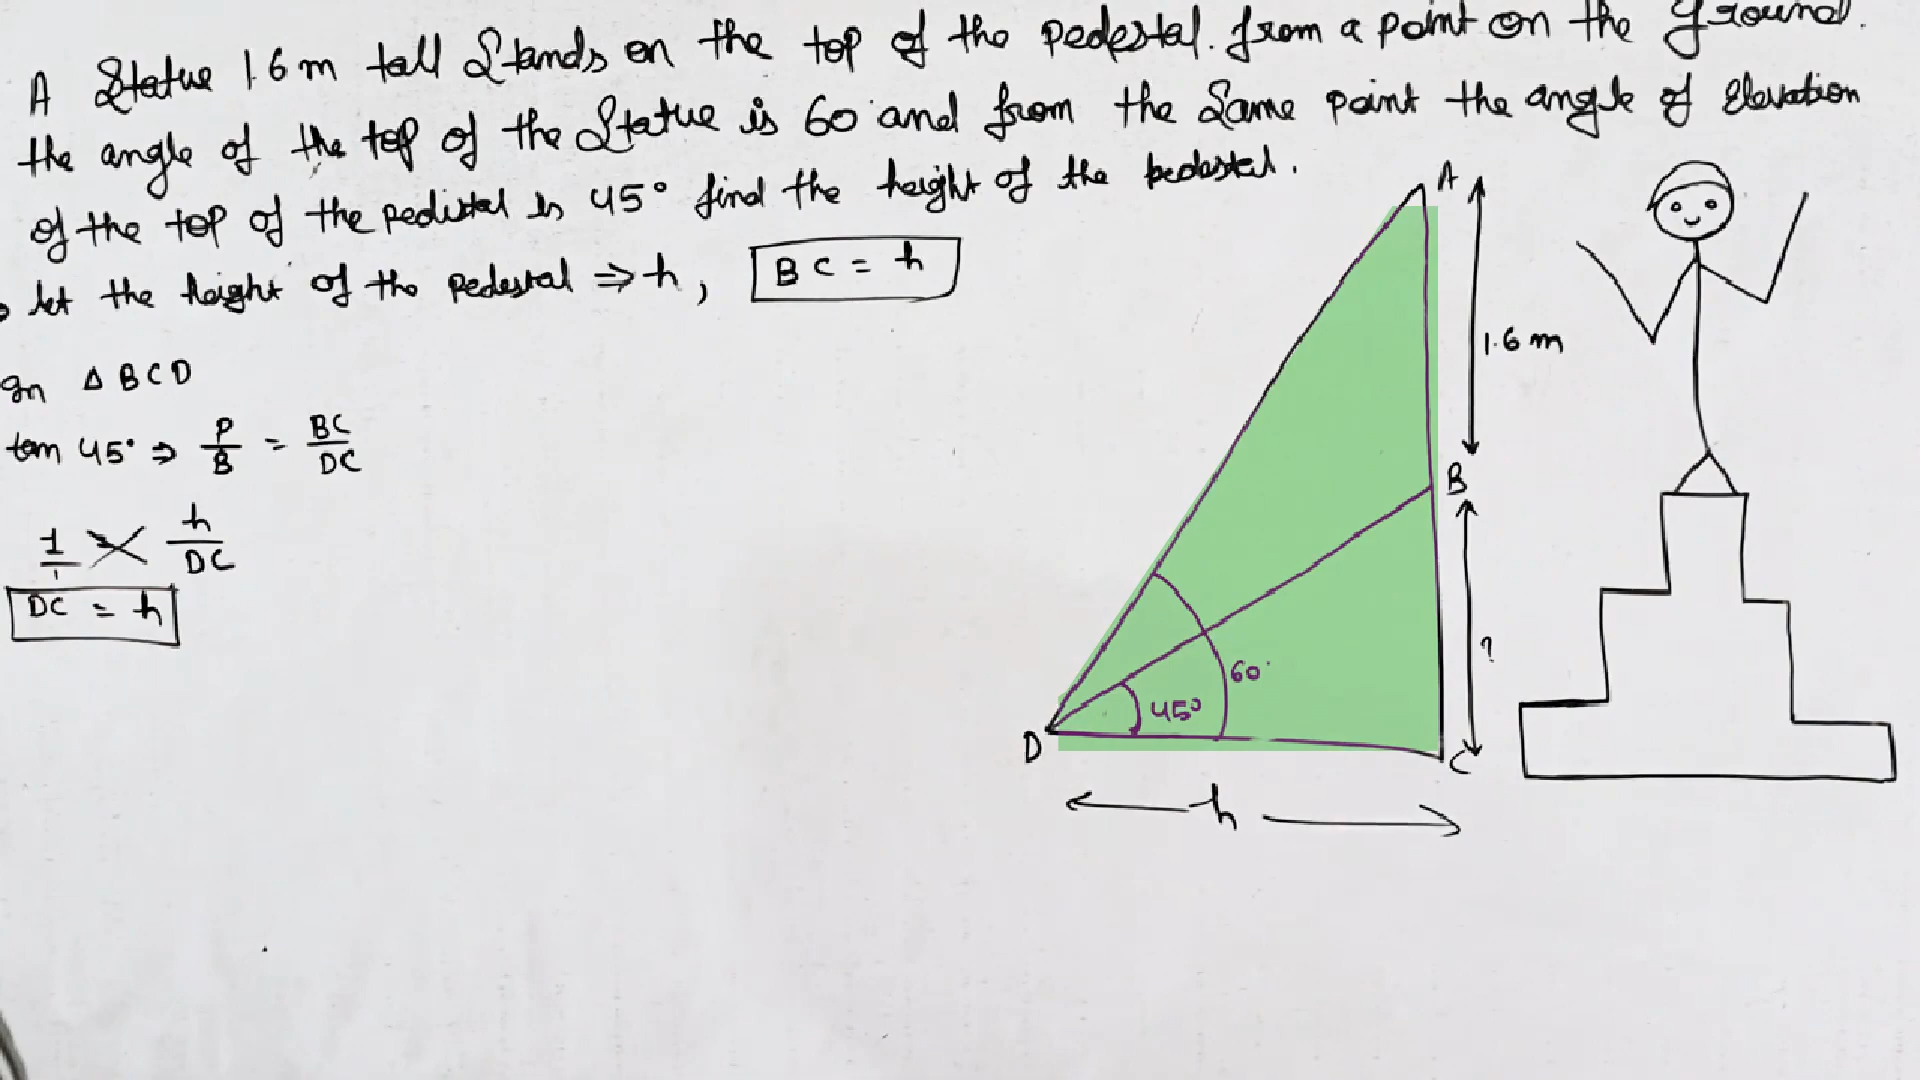 A Statue 1.6 m tall Stands on the top of the pedestal. from a point on the ground.
the angle of the top of the Statue is 60° and from the Same point the angle of Elevation
of the top of the pedistal is 45° find the height of the pedastal.
let the height of the pedestal ⇒ h, BC = h
In Δ BCD
tan 45° ⇒ P/B = BC/DC
1/1 = h/DC
DC = h
A
1.6 m
B
?
60°
45°
D
C
h